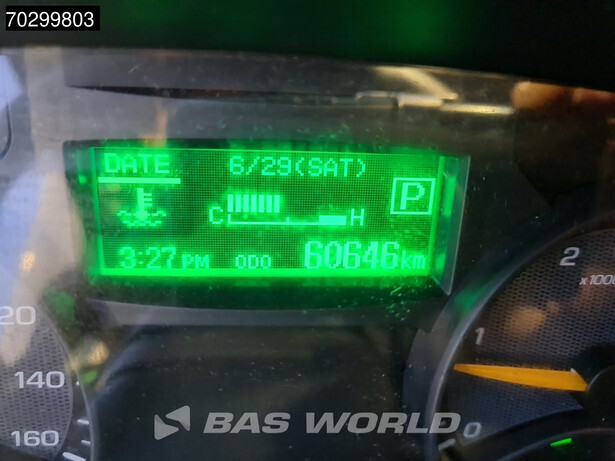 70299803
DATE 6/29(SAT)
P
C H
3:27 PM ODO 60646 km
20
140
160
2
x1000
1
0
BAS WORLD